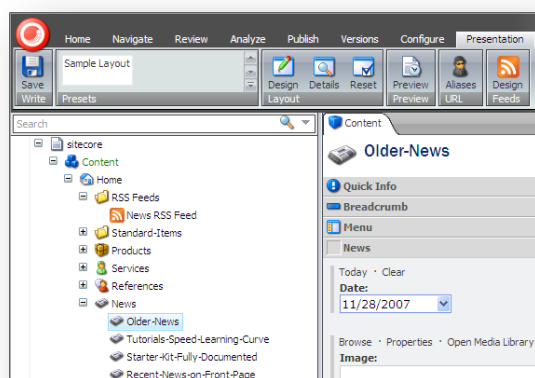 Home Navigate Review Analyze Publish Versions Configure Presentation
Sample Layout
Save
Design Details Reset
Preview
Aliases
Design
Write Presets Layout Preview URL Feeds
Search
sitecore
Content
Home
RSS Feeds
News RSS Feed
Standard-Items
Products
Services
References
News
Older-News
Tutorials-Speed-Learning-Curve
Starter-Kit-Fully-Documented
Recent-News-on-Front-Page
Content
Older-News
Quick Info
Breadcrumb
Menu
News
Today · Clear
Date:
11/28/2007
Browse · Properties · Open Media Library
Image: